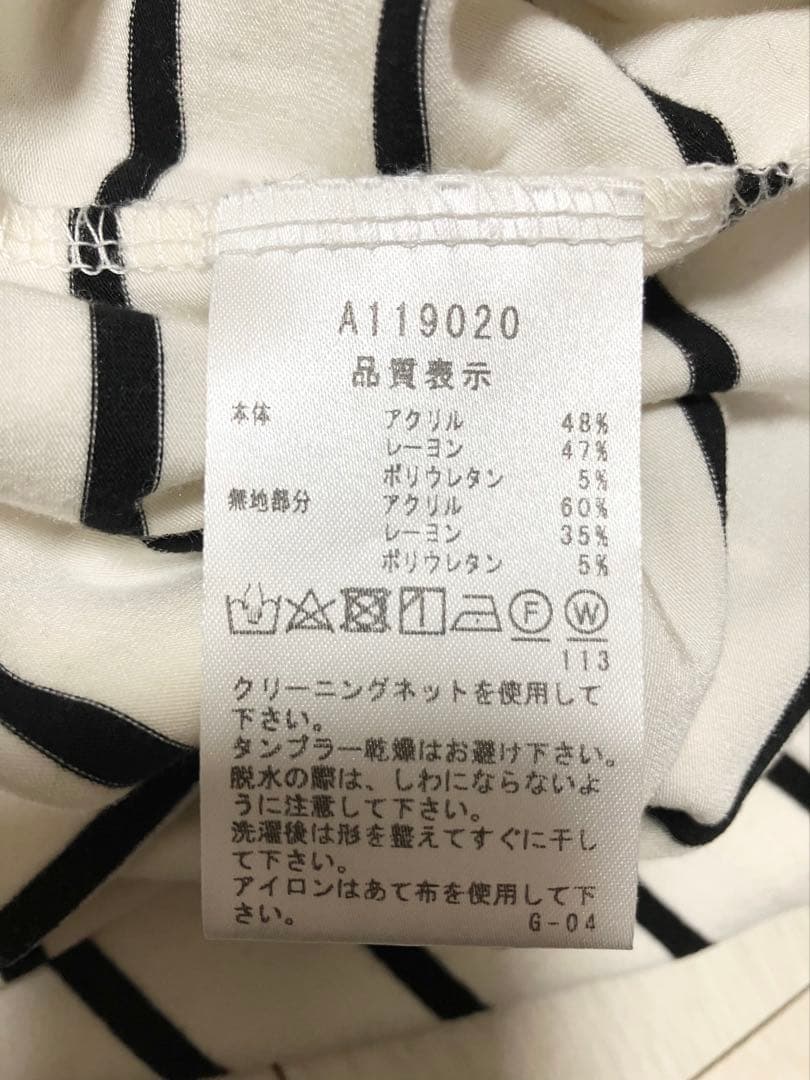 A119020
品質表示
本体 アクリル 48%
レーヨン 47%
ポリウレタン 5%
無地部分 アクリル 60%
レーヨン 35%
ポリウレタン 5%
F W
113
クリーニングネットを使用して
下さい。
タンブラー乾燥はお避け下さい。
脱水の際は、しわにならないよ
うに注意して下さい。
洗濯後は形を整えてすぐに干し
て下さい。
アイロンはあて布を使用して下
さい。 G-04